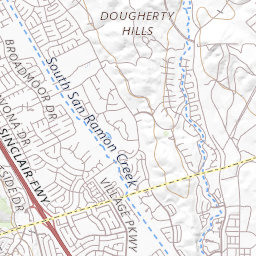 DOUGHERTY
HILLS
BROADMOOR DR
South San Ramon Creek
SINCLAIR FWY
VILLAGE PKWY